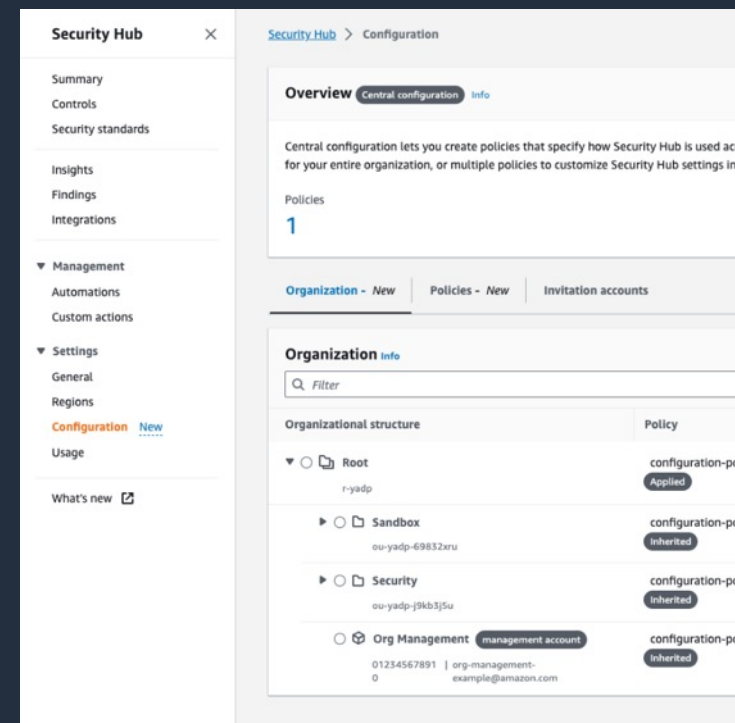 Security Hub
Summary
Controls
Security standards
Insights
Findings
Integrations
Management
Automations
Custom actions
Settings
General
Regions
Configuration New
Usage
What's new
Security Hub > Configuration
Overview Central configuration Info
Central configuration lets you create policies that specify how Security Hub is used ac
for your entire organization, or multiple policies to customize Security Hub settings in
Policies
1
Organization - New Policies - New Invitation accounts
Organization Info
Filter
Organizational structure Policy
Root configuration-po
r-yadp Applied
Sandbox configuration-po
ou-yadp-69832xru Inherited
Security configuration-po
ou-yadp-j9kb3j5u Inherited
Org Management management account configuration-po
01234567891 | org-management- Inherited
0 example@amazon.com